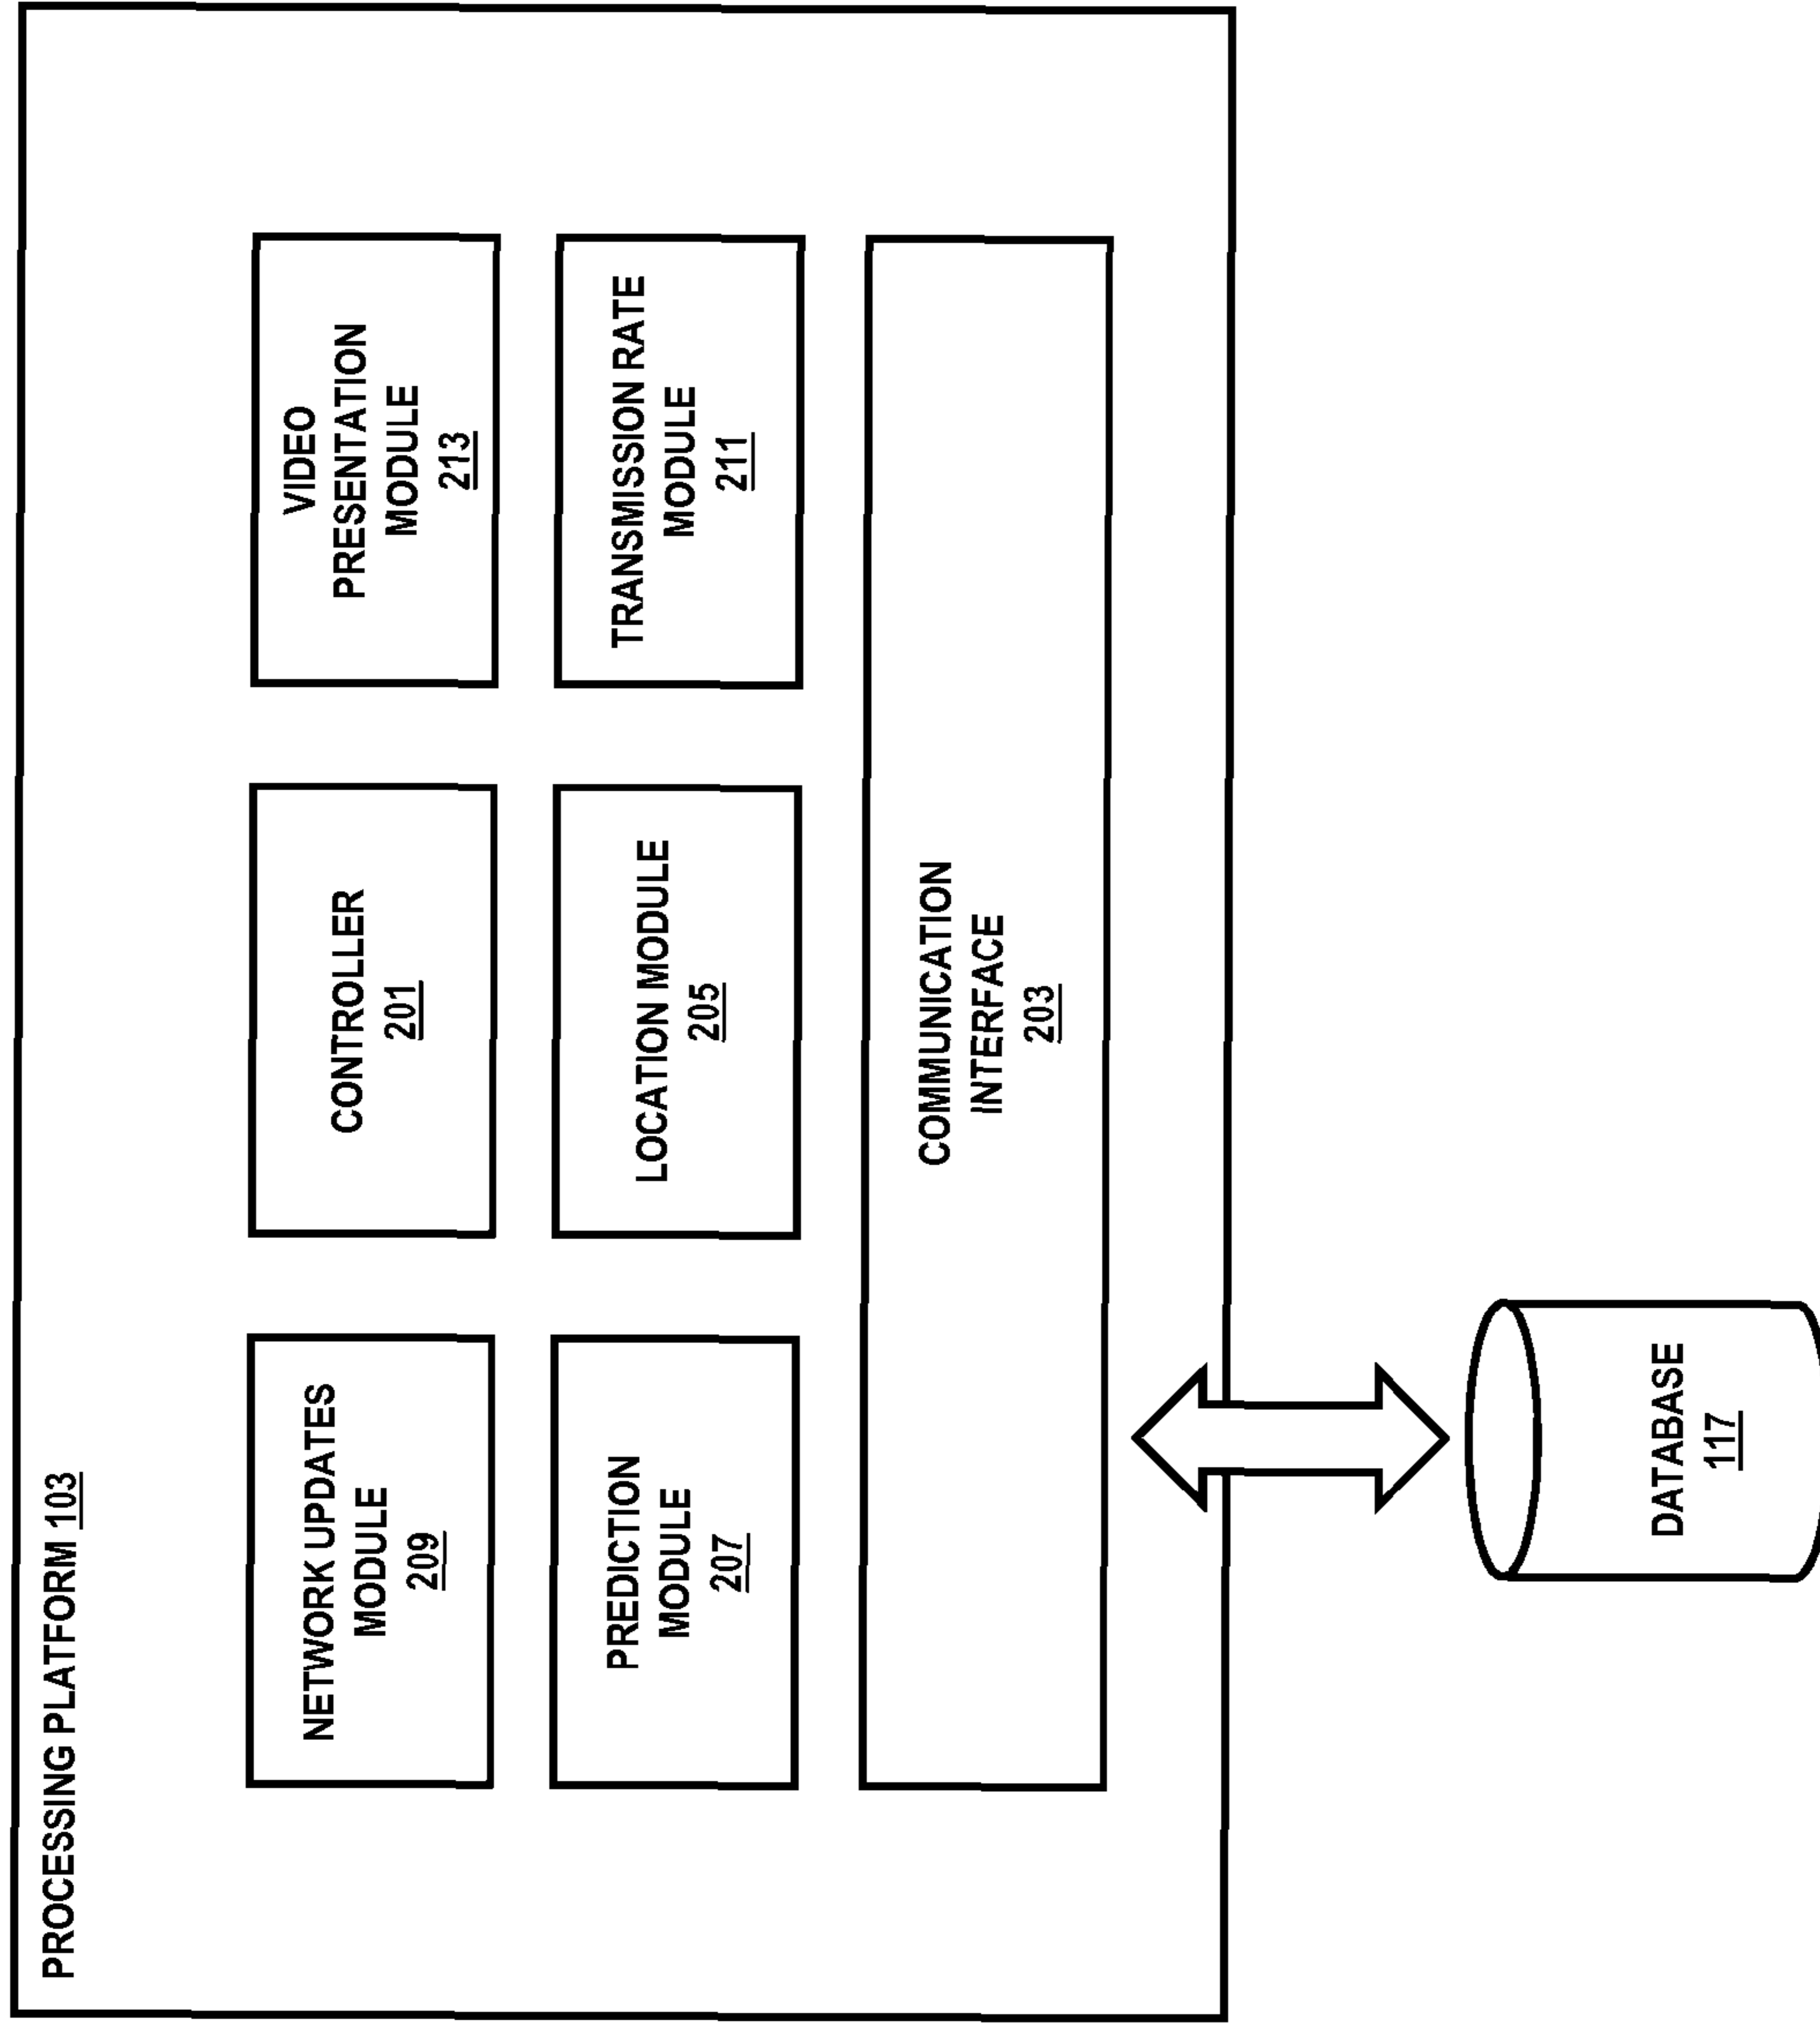 PROCESSING PLATFORM 103
NETWORK UPDATES
MODULE
209
CONTROLLER
201
VIDEO
PRESENTATION
MODULE
213
PREDICTION
MODULE
207
LOCATION MODULE
205
TRANSMISSION RATE
MODULE
211
COMMUNICATION
INTERFACE
203
DATABASE
117